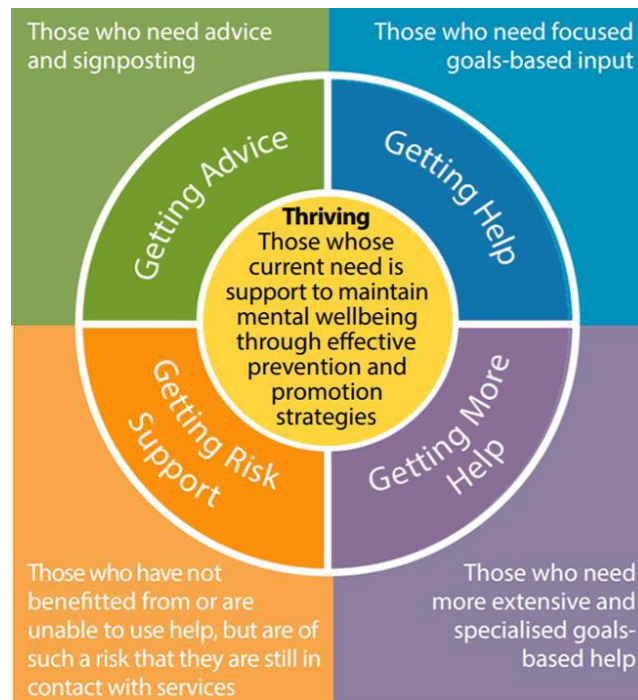 Those who need advice
and signposting
Those who need focused
goals-based input
Getting Advice
Getting Help
Thriving
Those whose
current need is
support to maintain
mental wellbeing
through effective
prevention and
promotion
strategies
Getting Risk
Support
Getting More
Help
Those who have not
benefitted from or are
unable to use help, but are of
such a risk that they are still in
contact with services
Those who need
more extensive and
specialised goals-
based help